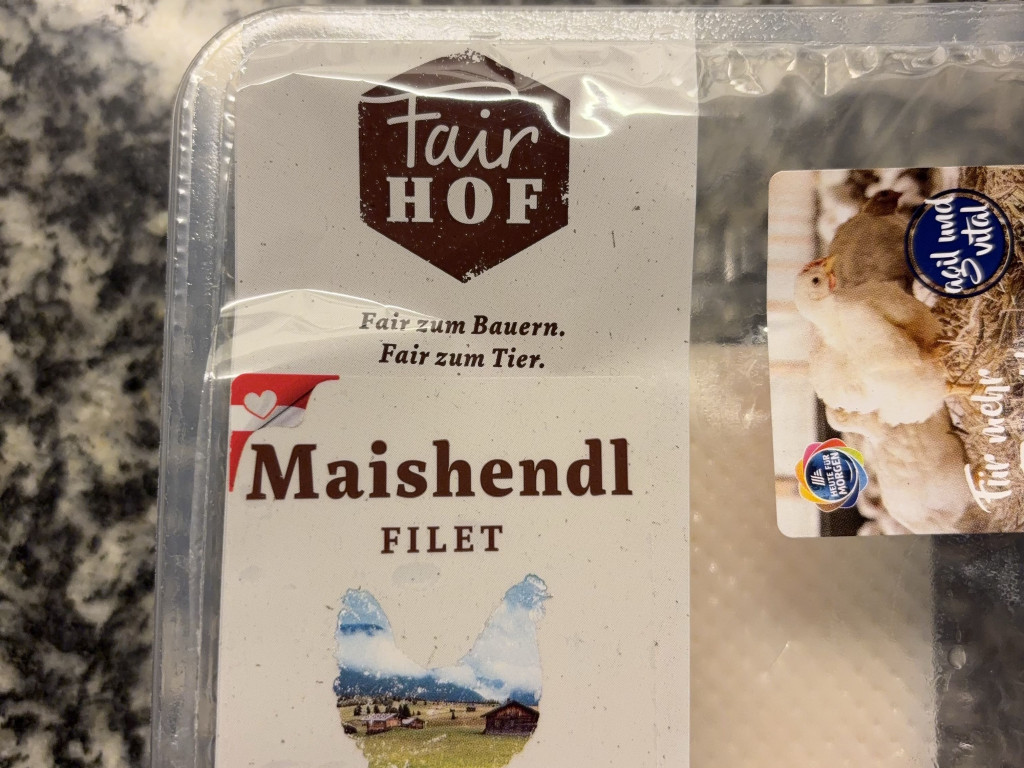 Fair
HOF
Fair zum Bauern.
Fair zum Tier.
Maishendl
FILET
agil und
vital
Für mehr
HEUTE FÜR
MORGEN